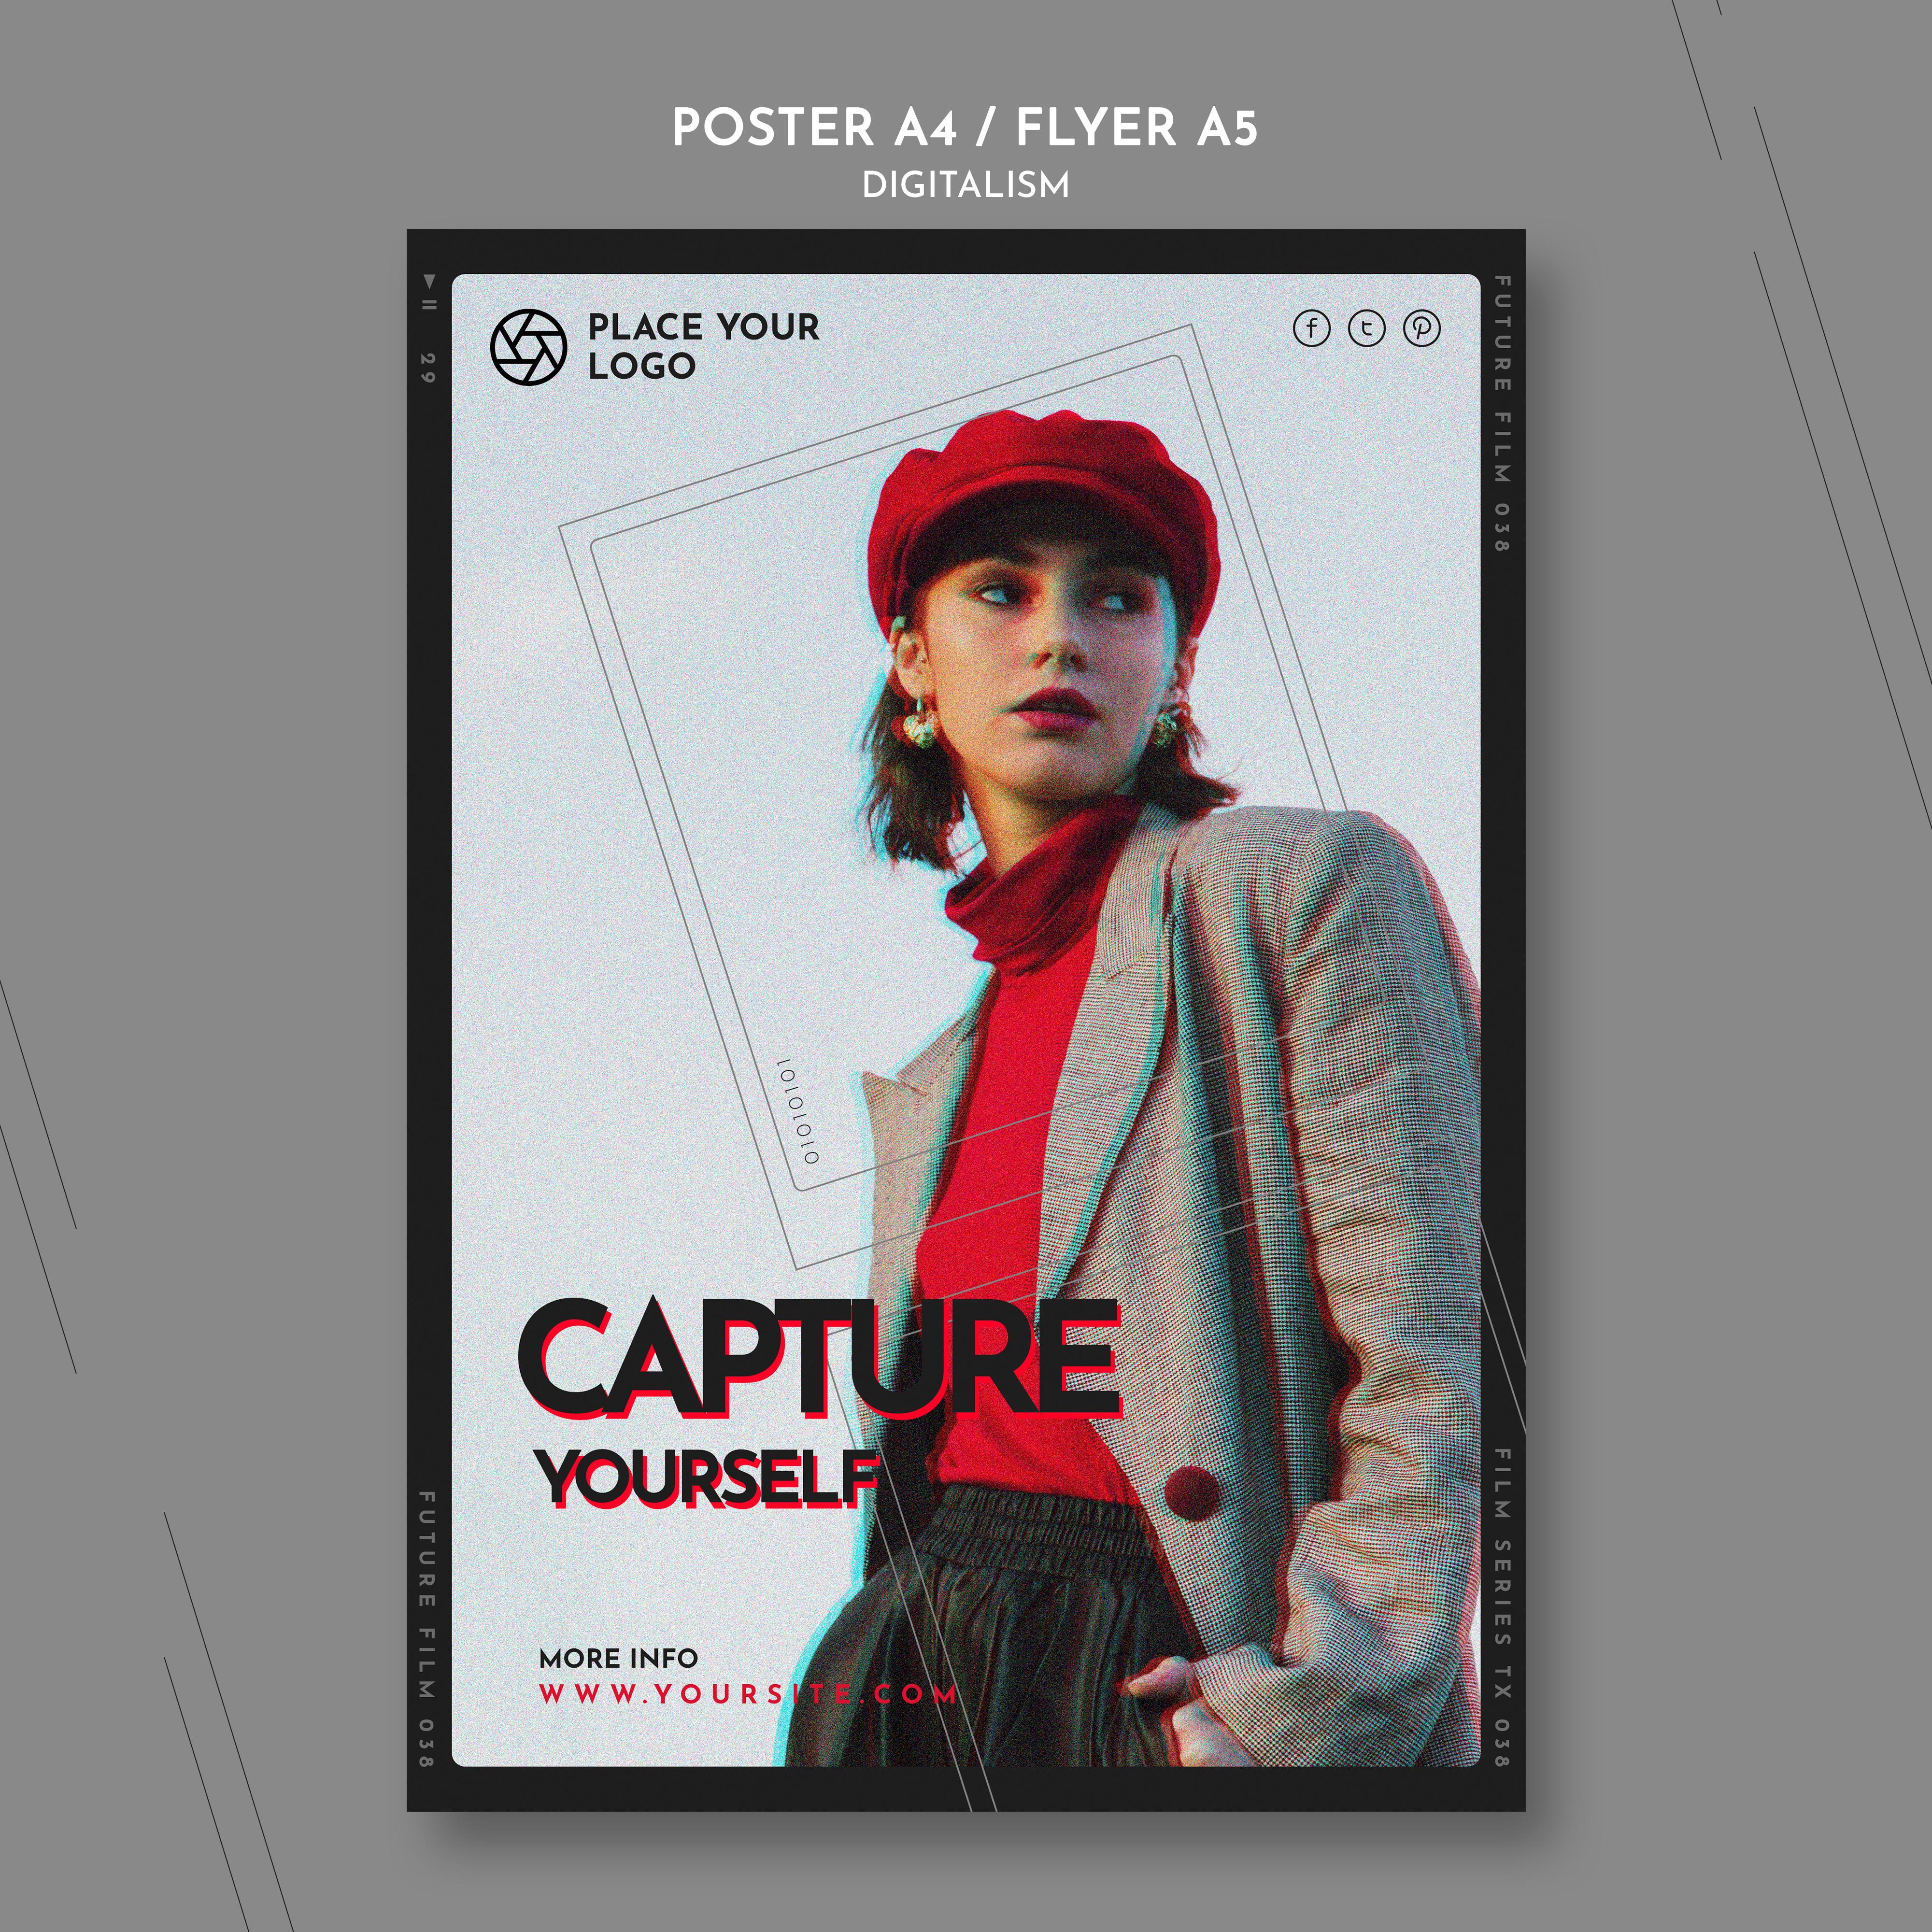 POSTER A4 / FLYER A5
DIGITALISM
PLACE YOUR
LOGO
f t p
29
FUTURE FILM 038
1010101010
CAPTURE
YOURSELF
MORE INFO
WWW.YOURSITE.COM
FUTURE FILM 038
FILM SERIES TX 038